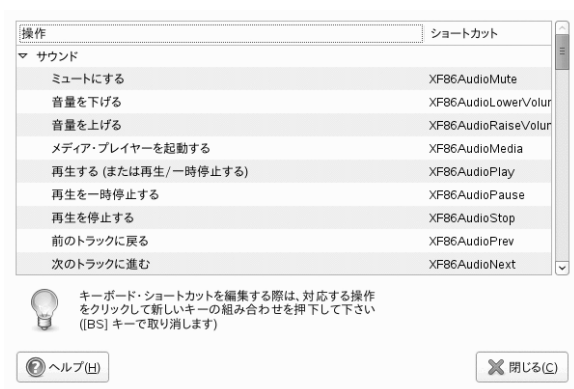 操作 ショートカット
サウンド
ミュートにする XF86AudioMute
音量を下げる XF86AudioLowerVolur
音量を上げる XF86AudioRaiseVolur
メディア・プレイヤーを起動する XF86AudioMedia
再生する (または再生/一時停止する) XF86AudioPlay
再生を一時停止する XF86AudioPause
再生を停止する XF86AudioStop
前のトラックに戻る XF86AudioPrev
次のトラックに進む XF86AudioNext
キーボード・ショートカットを編集する際は、対応する操作
をクリックして新しいキーの組み合わせを押下して下さい
([BS] キーで取り消します)
ヘルプ(H) 閉じる(C)